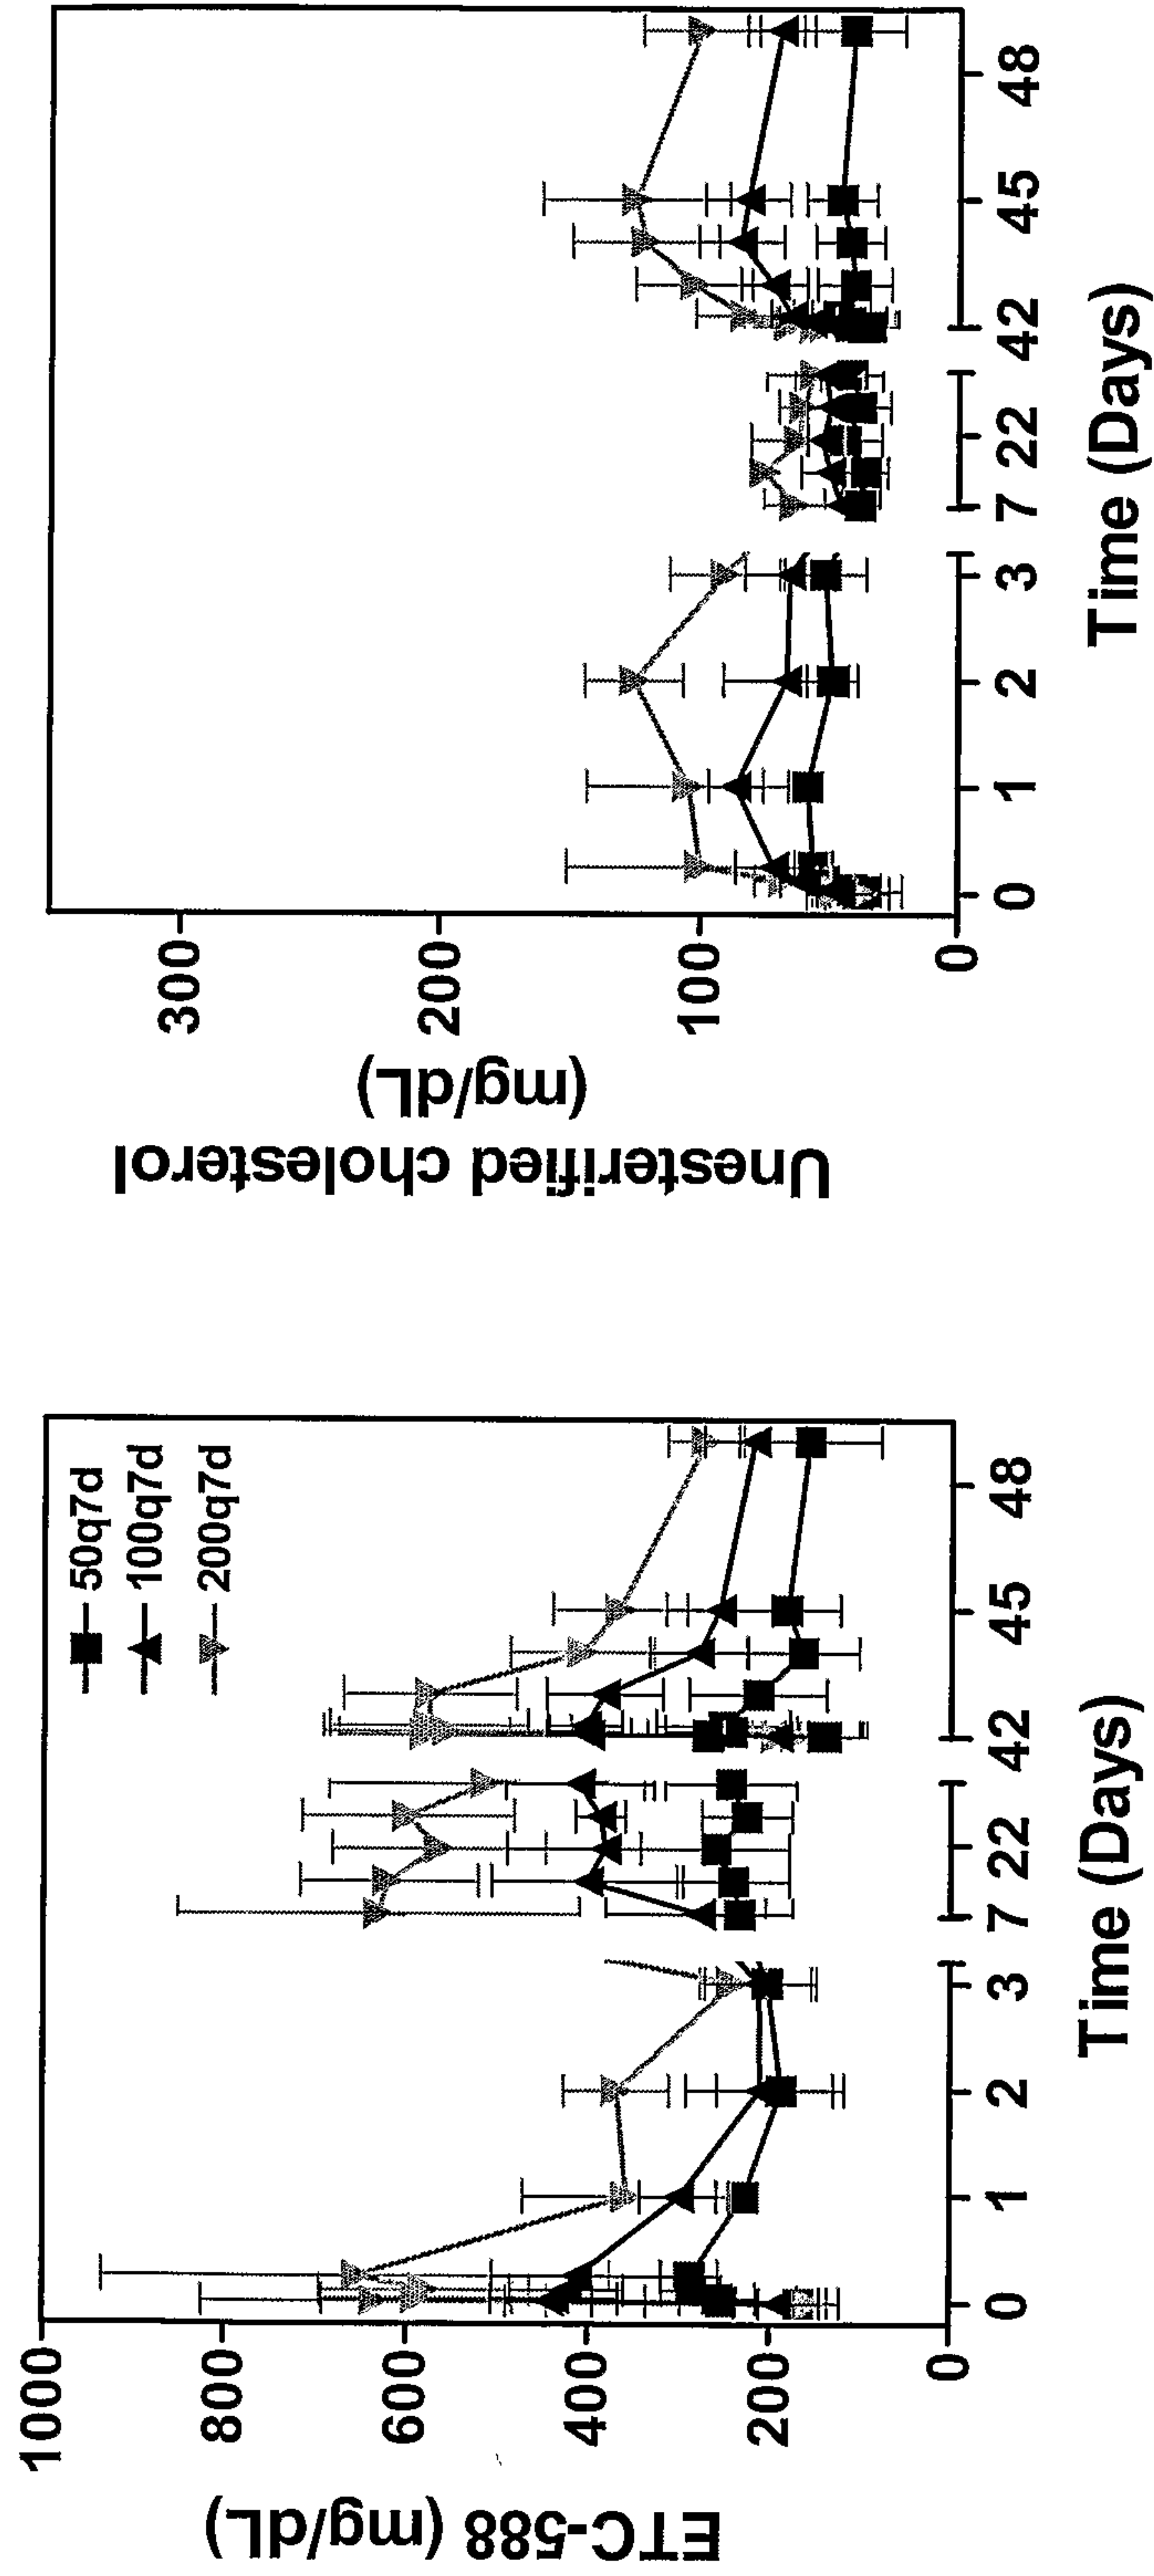 ETC-588 (mg/dL)
1000
800
600
400
200
0
50q7d
100q7d
200q7d
0 1 2 3 7 22 42 45 48
Time (Days)
Unesterified cholesterol
(mg/dL)
300
200
100
0
0 1 2 3 7 22 42 45 48
Time (Days)